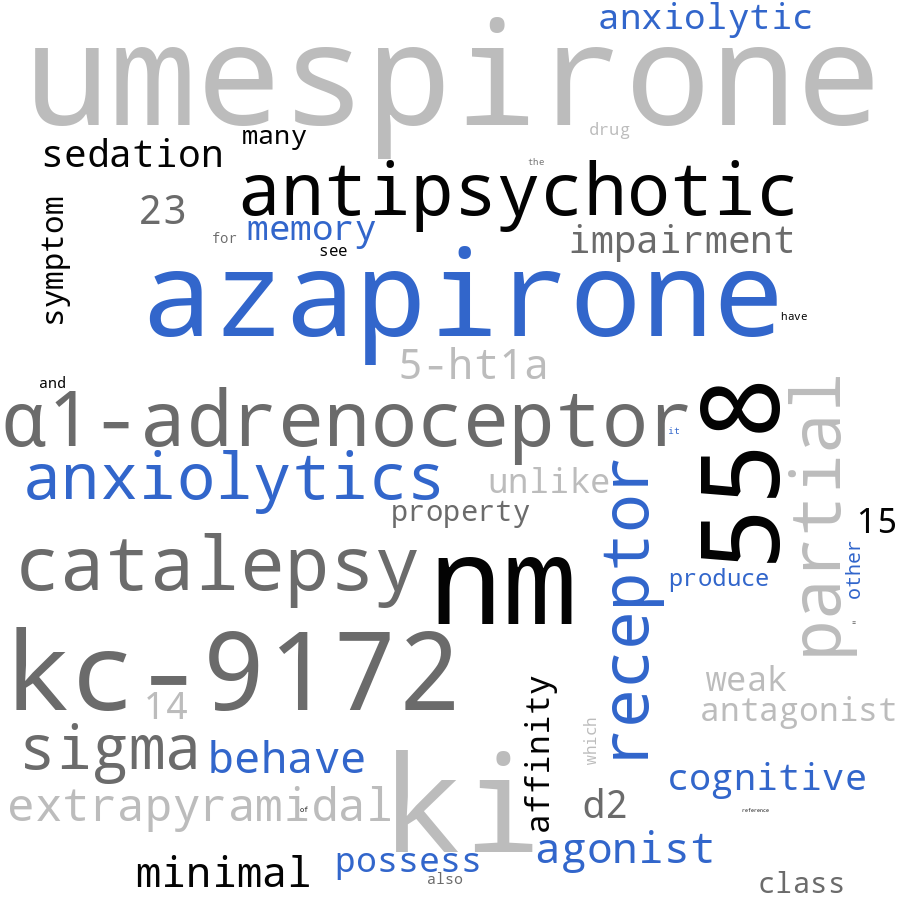 anxiolytic
umespirone
drug
many
sedation
the
antipsychotic
symptom
23
for
memory
see
impairment
azapirone
have
5-ht1a
and
α1-adrenoceptor
it
558
partial
anxiolytics
unlike
receptor
property
15
catalepsy
nm
produce
other
kc-9172
14
weak
antagonist
affinity
which
sigma
behave
ki
cognitive
extrapyramidal
of
d2
reference
agonist
minimal
possess
also
class